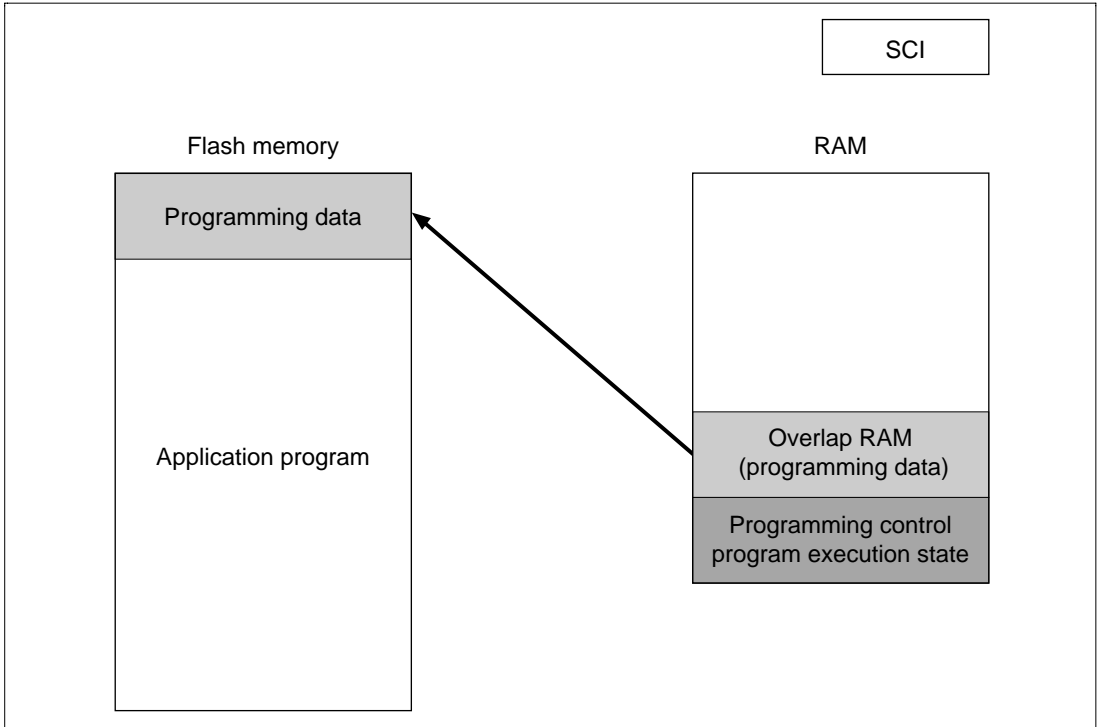 SCI
Flash memory
RAM
Programming data
Application program
Overlap RAM
(programming data)
Programming control
program execution state